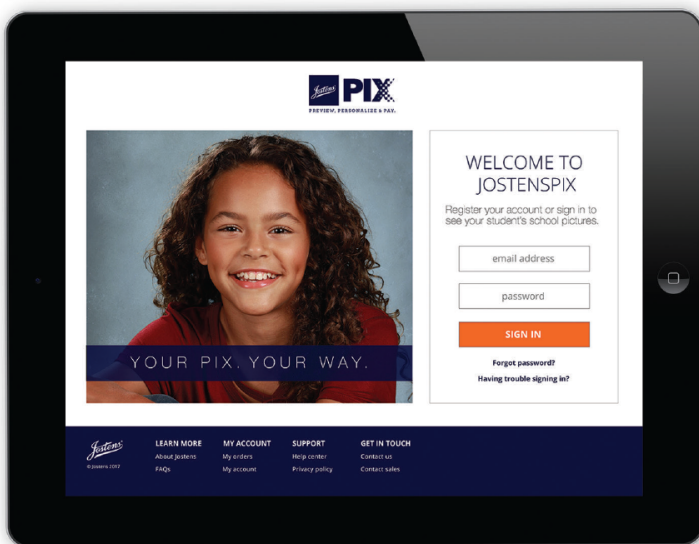 Jostens PIX
PREVIEW, PERSONALIZE & PAY.
YOUR PIX. YOUR WAY.
WELCOME TO
JOSTENSPIX
Register your account or sign in to
see your student's school pictures.
email address
password
SIGN IN
Forgot password?
Having trouble signing in?
Jostens
© Jostens 2017
LEARN MORE
About Jostens
FAQs
MY ACCOUNT
My orders
My account
SUPPORT
Help center
Privacy policy
GET IN TOUCH
Contact us
Contact sales